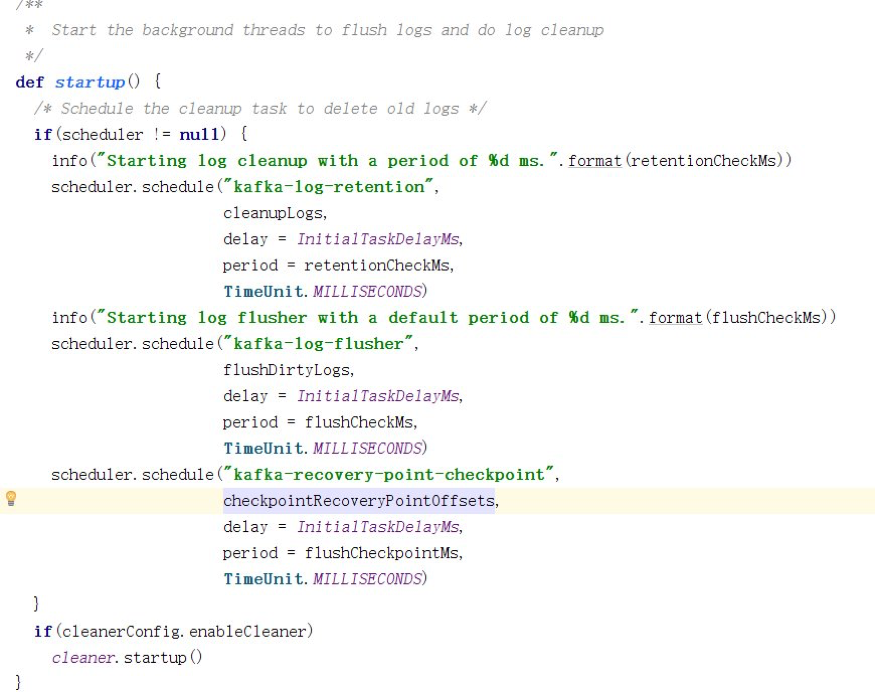 /**
 *  Start the background threads to flush logs and do log cleanup
 */
def startup() {
  /* Schedule the cleanup task to delete old logs */
  if(scheduler != null) {
    info("Starting log cleanup with a period of %d ms.".format(retentionCheckMs))
    scheduler.schedule("kafka-log-retention",
                       cleanupLogs,
                       delay = InitialTaskDelayMs,
                       period = retentionCheckMs,
                       TimeUnit.MILLISECONDS)
    info("Starting log flusher with a default period of %d ms.".format(flushCheckMs))
    scheduler.schedule("kafka-log-flusher",
                       flushDirtyLogs,
                       delay = InitialTaskDelayMs,
                       period = flushCheckMs,
                       TimeUnit.MILLISECONDS)
    scheduler.schedule("kafka-recovery-point-checkpoint",
                       checkpointRecoveryPointOffsets,
                       delay = InitialTaskDelayMs,
                       period = flushCheckpointMs,
                       TimeUnit.MILLISECONDS)
  }
  if(cleanerConfig.enableCleaner)
    cleaner.startup()
}